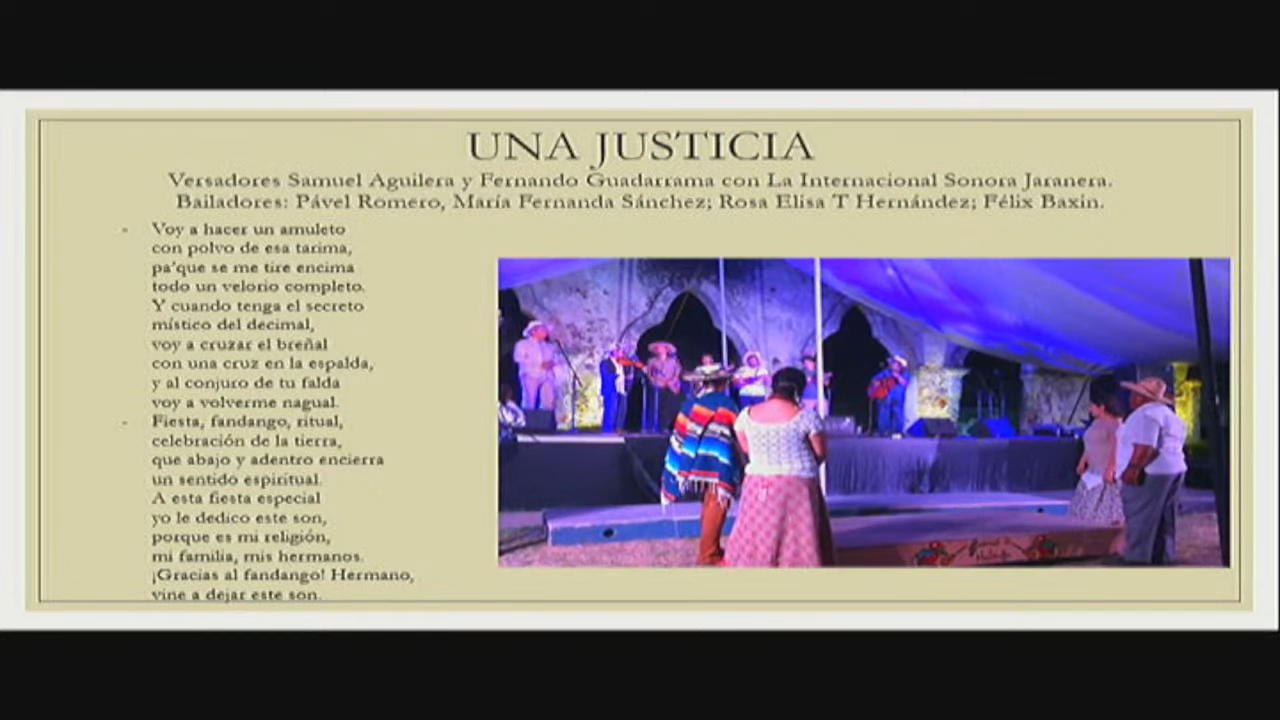 UNA JUSTICIA
Versadores Samuel Aguilera y Fernando Guadarrama con La Internacional Sonora Jaranera.
Bailadores: Pável Romero, María Fernanda Sánchez; Rosa Elisa T Hernández; Félix Baxin.
- Voy a hacer un amuleto
con polvo de esa tarima,
pa'que se me tire encima
todo un velorio completo.
Y cuando tenga el secreto
místico del decimal,
voy a cruzar el breñal
con una cruz en la espalda,
y al conjuro de tu falda
voy a volverme nagual.
- Fiesta, fandango, ritual,
celebración de la tierra,
que abajo y adentro encierra
un sentido espiritual.
A esta fiesta especial
yo le dedico este son,
porque es mi religión,
mi familia, mis hermanos.
¡Gracias al fandango! Hermano,
vine a dejar este son.